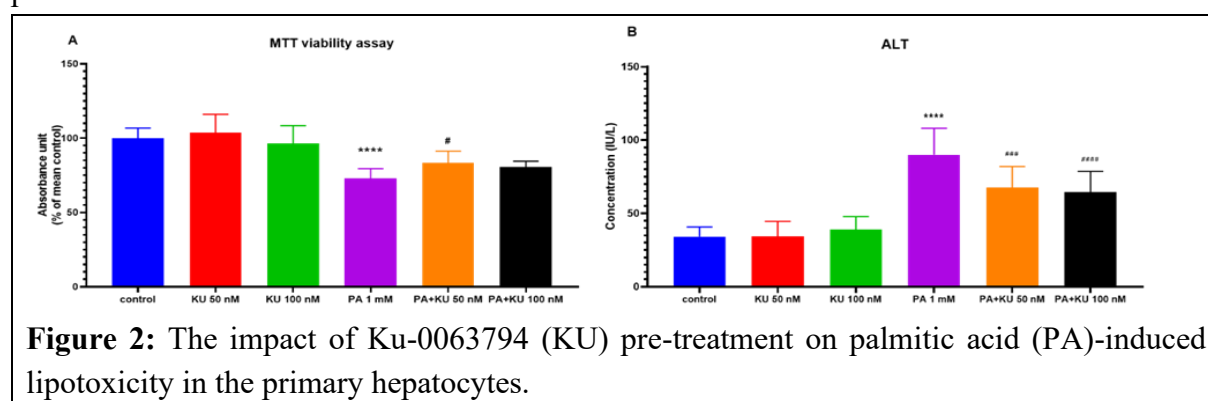 A
MTT viability assay
Absorbance unit
(% of mean control)
150
100
50
0
****
#
control
KU 50 nM
KU 100 nM
PA 1 mM
PA+KU 50 nM
PA+KU 100 nM
B
ALT
Concentration (IU/L)
150
100
50
0
****
###
####
control
KU 50 nM
KU 100 nM
PA 1 mM
PA+KU 50 nM
PA+KU 100 nM
Figure 2: The impact of Ku-0063794 (KU) pre-treatment on palmitic acid (PA)-induced
lipotoxicity in the primary hepatocytes.